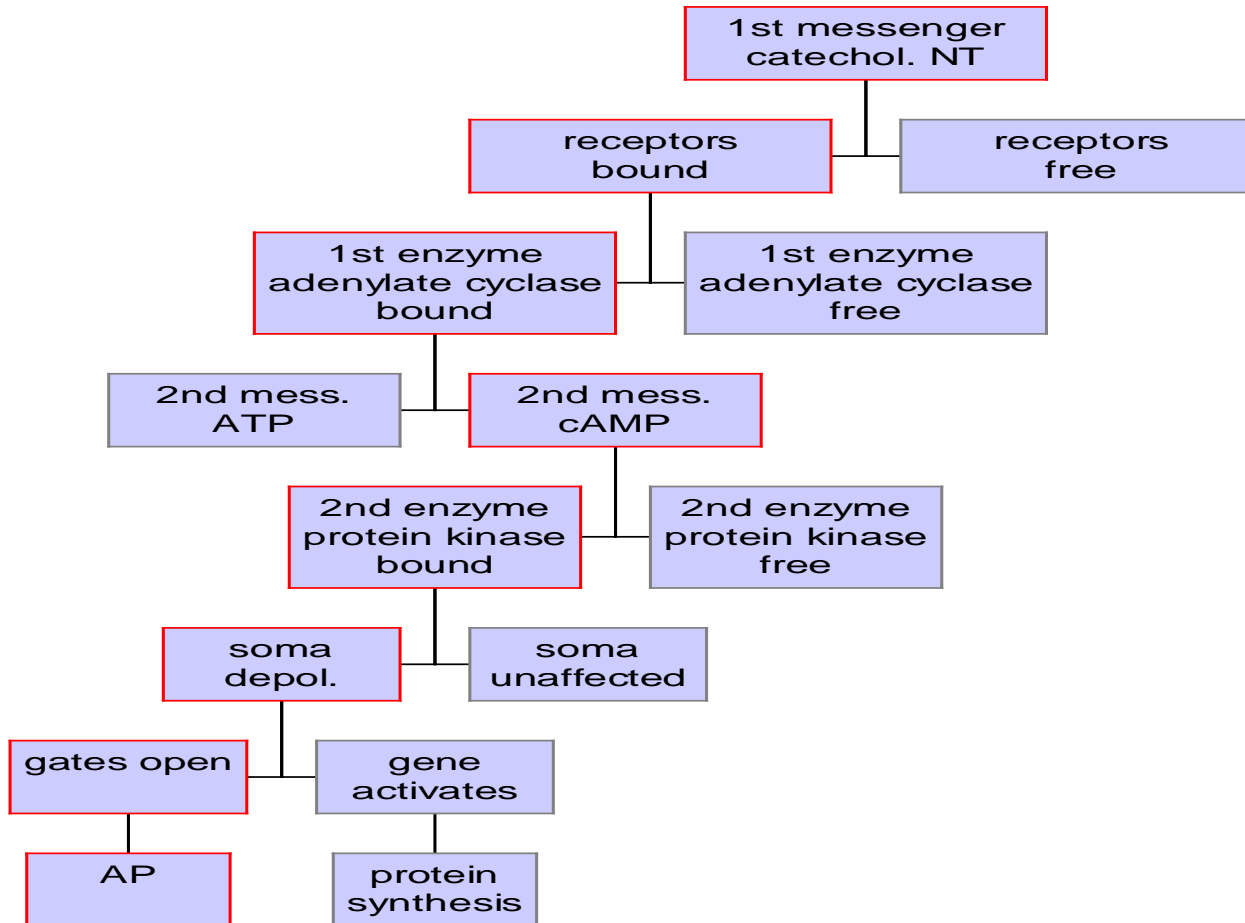 1st messenger
catechol. NT
receptors
bound
receptors
free
1st enzyme
adenylate cyclase
bound
1st enzyme
adenylate cyclase
free
2nd mess.
ATP
2nd mess.
cAMP
2nd enzyme
protein kinase
bound
2nd enzyme
protein kinase
free
soma
depol.
soma
unaffected
gates open
gene
activates
AP
protein
synthesis